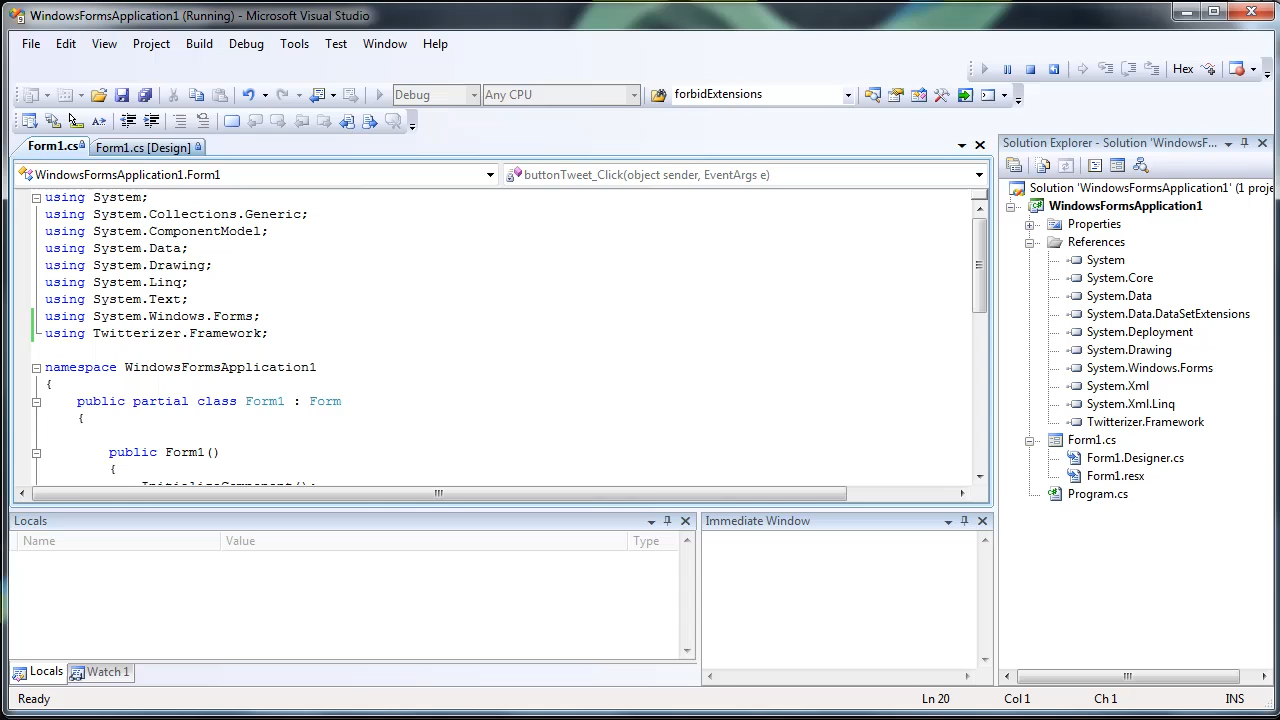 WindowsFormsApplication1 (Running) - Microsoft Visual Studio
File Edit View Project Build Debug Tools Test Window Help
Hex
Debug Any CPU forbidExtensions
Form1.cs Form1.cs [Design]
WindowsFormsApplication1.Form1 buttonTweet_Click(object sender, EventArgs e)
using System;
using System.Collections.Generic;
using System.ComponentModel;
using System.Data;
using System.Drawing;
using System.Linq;
using System.Text;
using System.Windows.Forms;
using Twitterizer.Framework;
namespace WindowsFormsApplication1
{
public partial class Form1 : Form
{
public Form1()
{
InitializeComponent();
Solution Explorer - Solution 'WindowsF...
Solution 'WindowsFormsApplication1' (1 proje
WindowsFormsApplication1
Properties
References
System
System.Core
System.Data
System.Data.DataSetExtensions
System.Deployment
System.Drawing
System.Windows.Forms
System.Xml
System.Xml.Linq
Twitterizer.Framework
Form1.cs
Form1.Designer.cs
Form1.resx
Program.cs
Locals
Name Value Type
Immediate Window
Locals Watch 1
Ready Ln 20 Col 1 Ch 1 INS